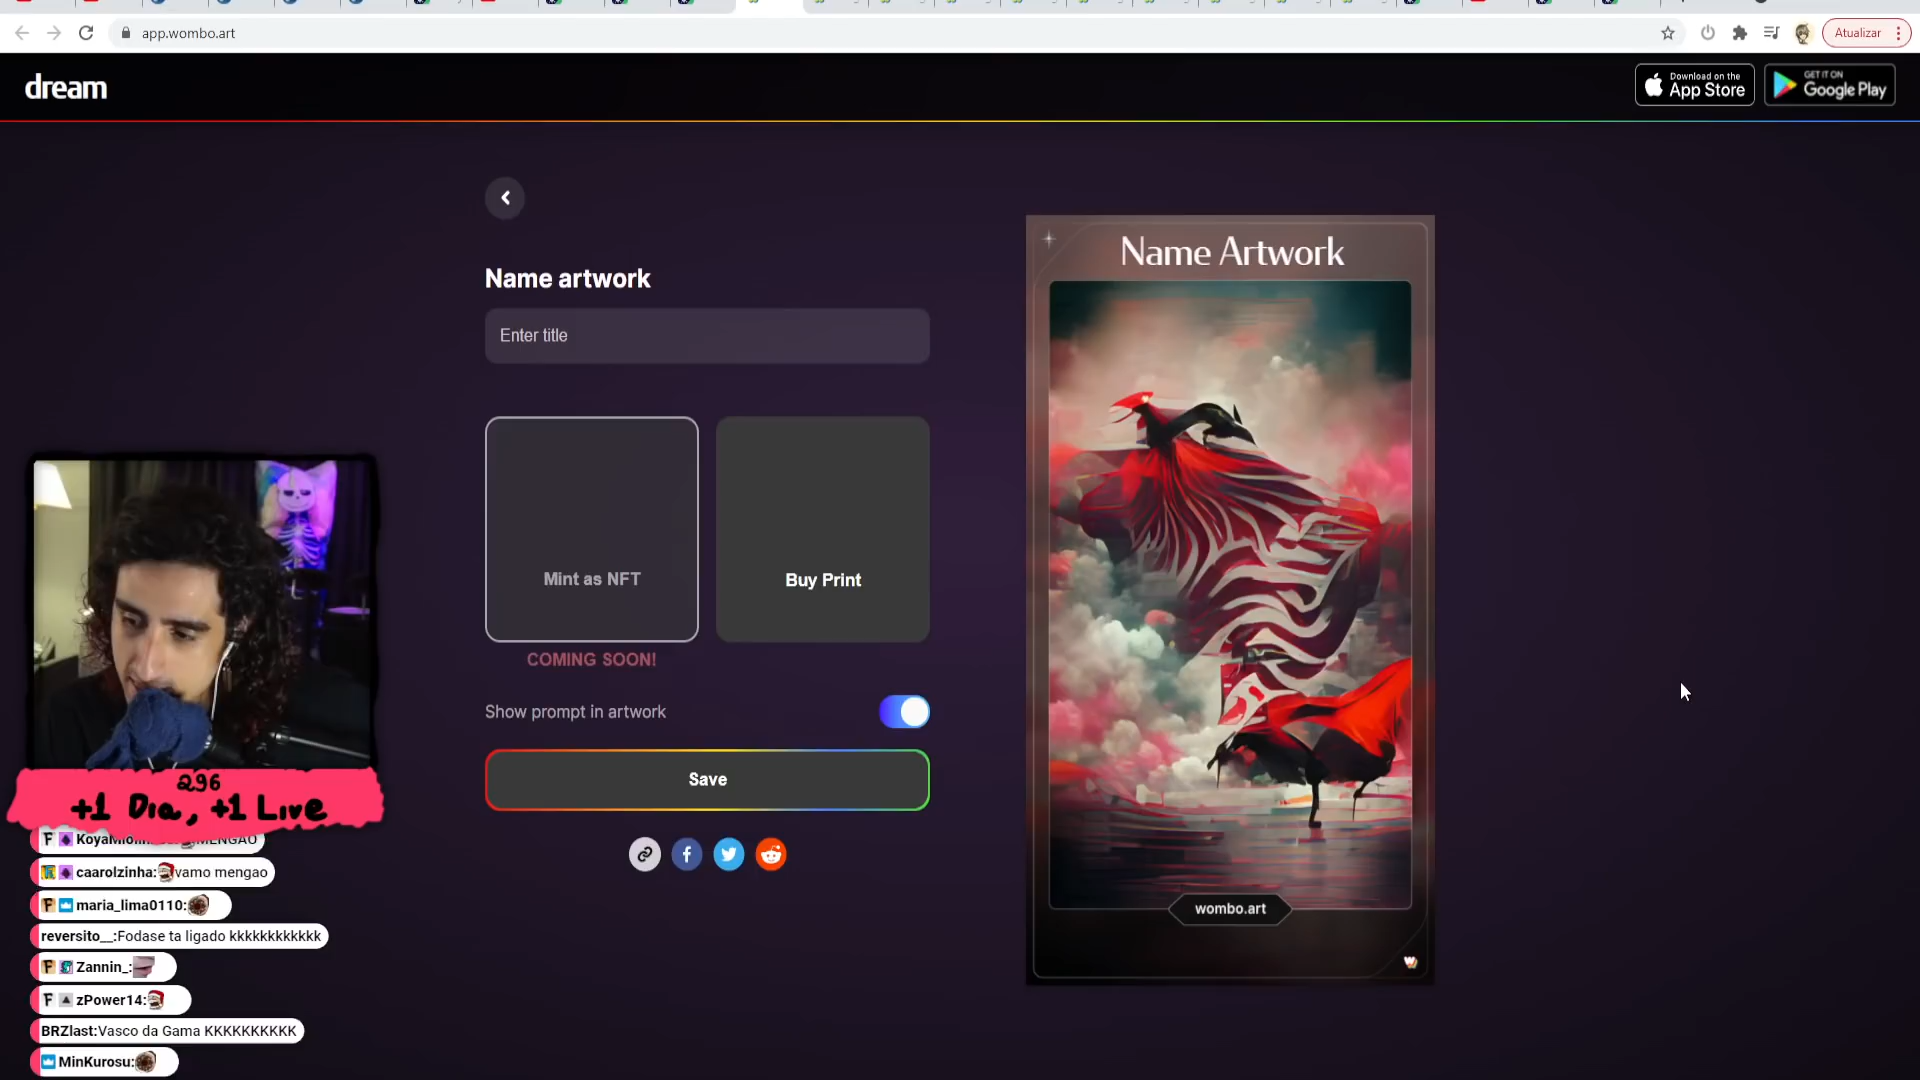 app.wombo.art
Atualizar
dream
Download on the
App Store
GET IT ON
Google Play
Name artwork
Enter title
Mint as NFT
Buy Print
COMING SOON!
Show prompt in artwork
Save
Name Artwork
wombo.art
296
+1 Dia, +1 Live
MENGAO
caarolzinha: vamo mengao
maria_lima0110:
reversito__:Fodase ta ligado kkkkkkkkkkkk
Zannin_:
zPower14:
BRZlast:Vasco da Gama KKKKKKKKKK
MinKurosu: